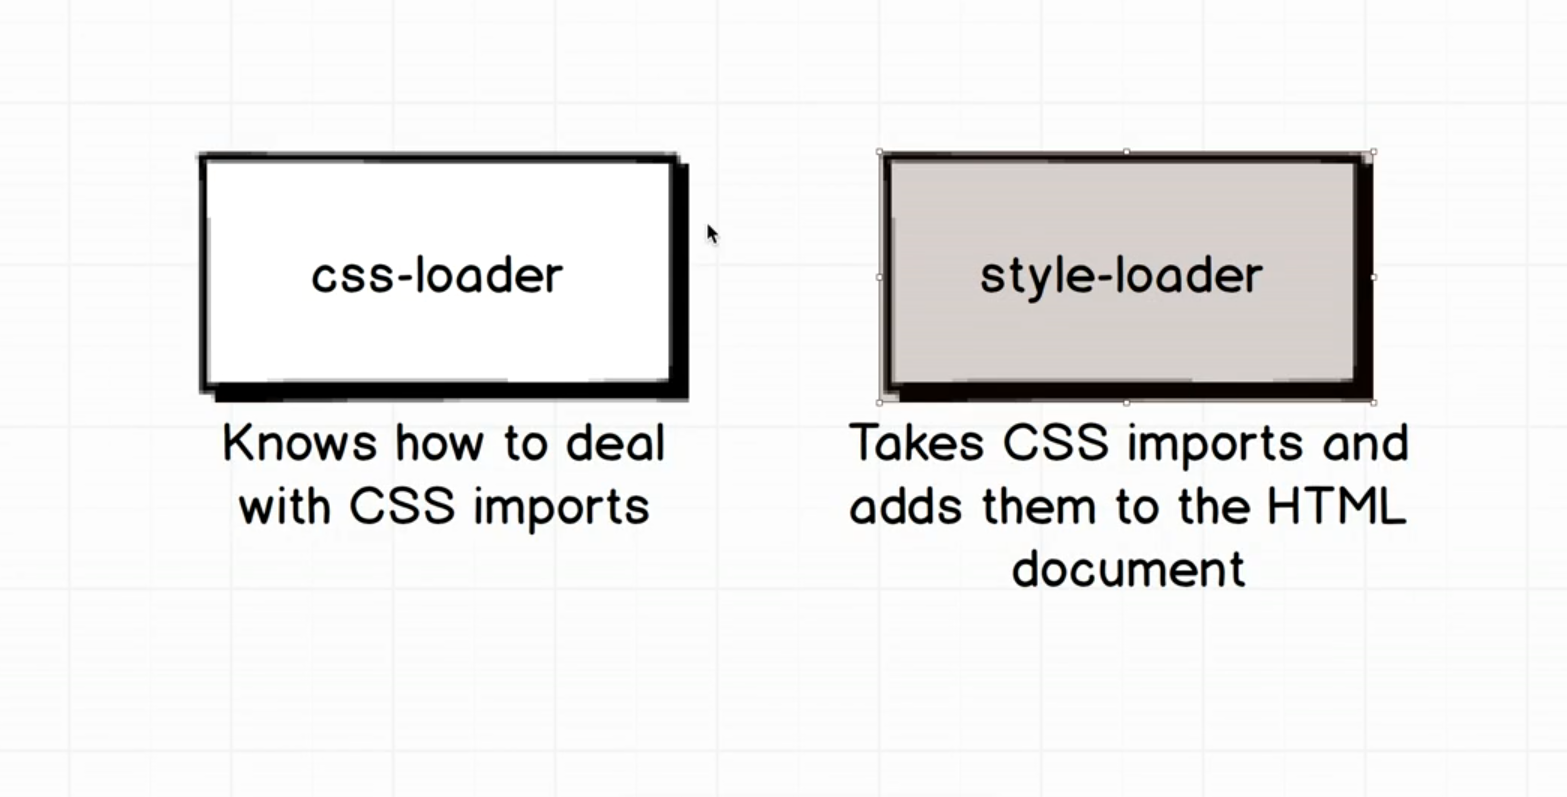 css-loader
style-loader
Knows how to deal
with CSS imports
Takes CSS imports and
adds them to the HTML
document